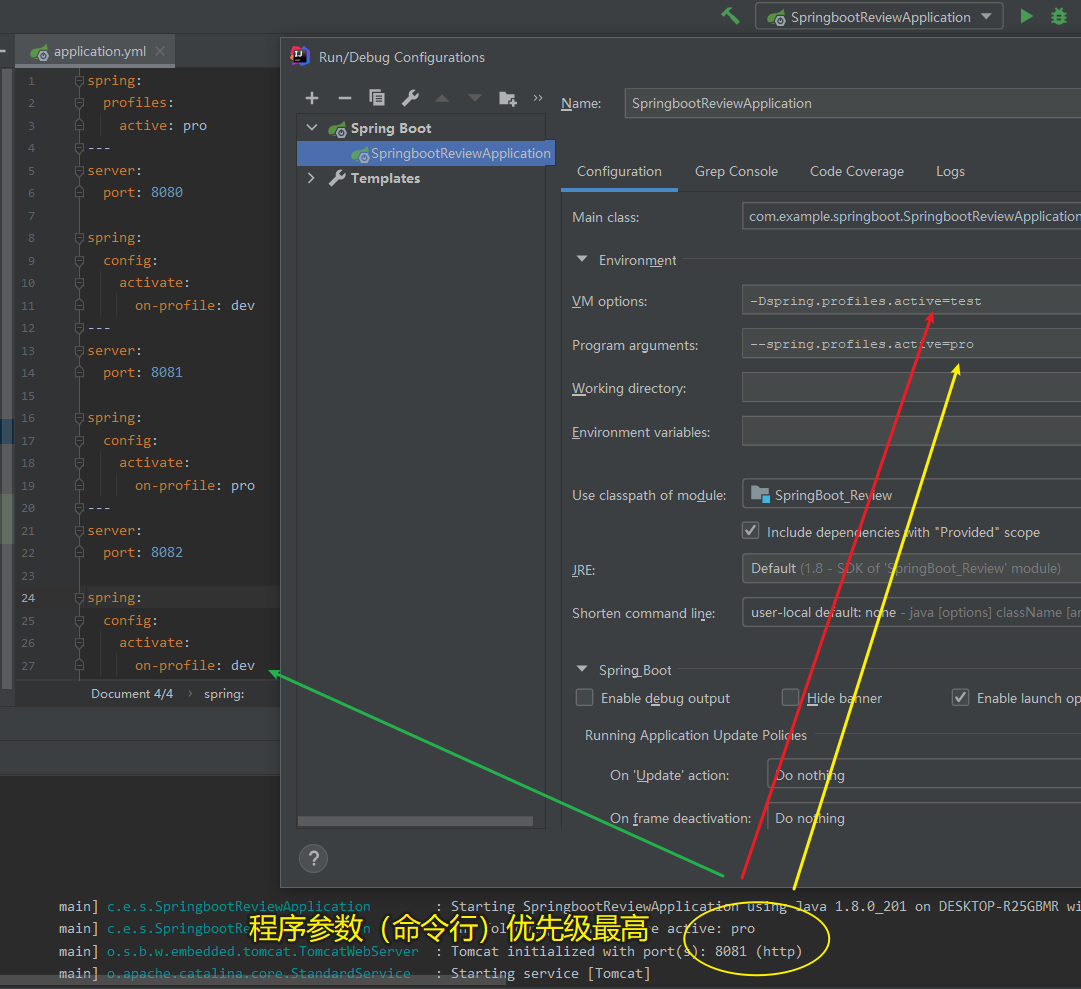 SpringbootReviewApplication
application.yml
1 spring:
2 profiles:
3 active: pro
4 ---
5 server:
6 port: 8080
7
8 spring:
9 config:
10 activate:
11 on-profile: dev
12 ---
13 server:
14 port: 8081
15
16 spring:
17 config:
18 activate:
19 on-profile: pro
20 ---
21 server:
22 port: 8082
23
24 spring:
25 config:
26 activate:
27 on-profile: dev
Document 4/4 › spring:
Run/Debug Configurations
Spring Boot
SpringbootReviewApplication
Templates
?
Name: SpringbootReviewApplication
Configuration Grep Console Code Coverage Logs
Main class: com.example.springboot.SpringbootReviewApplication
Environment
VM options: -Dspring.profiles.active=test
Program arguments: --spring.profiles.active=pro
Working directory:
Environment variables:
Use classpath of module: SpringBoot_Review
Include dependencies with "Provided" scope
JRE: Default (1.8 - SDK of 'SpringBoot_Review' module)
Shorten command line: user-local default: none - java [options] className [ar
Spring Boot
Enable debug output Hide banner Enable launch op
Running Application Update Policies
On 'Update' action: Do nothing
On frame deactivation: Do nothing
main] c.e.s.SpringbootReviewApplication : Starting SpringbootReviewApplication using Java 1.8.0_201 on DESKTOP-R25GBMR wi
main] c.e.s.SpringbootRe active: pro
程序参数（命令行）优先级最高
main] o.s.b.w.embedded.tomcat.TomcatWebServer : Tomcat initialized with port(s): 8081 (http)
main] o.apache.catalina.core.StandardService : Starting service [Tomcat]